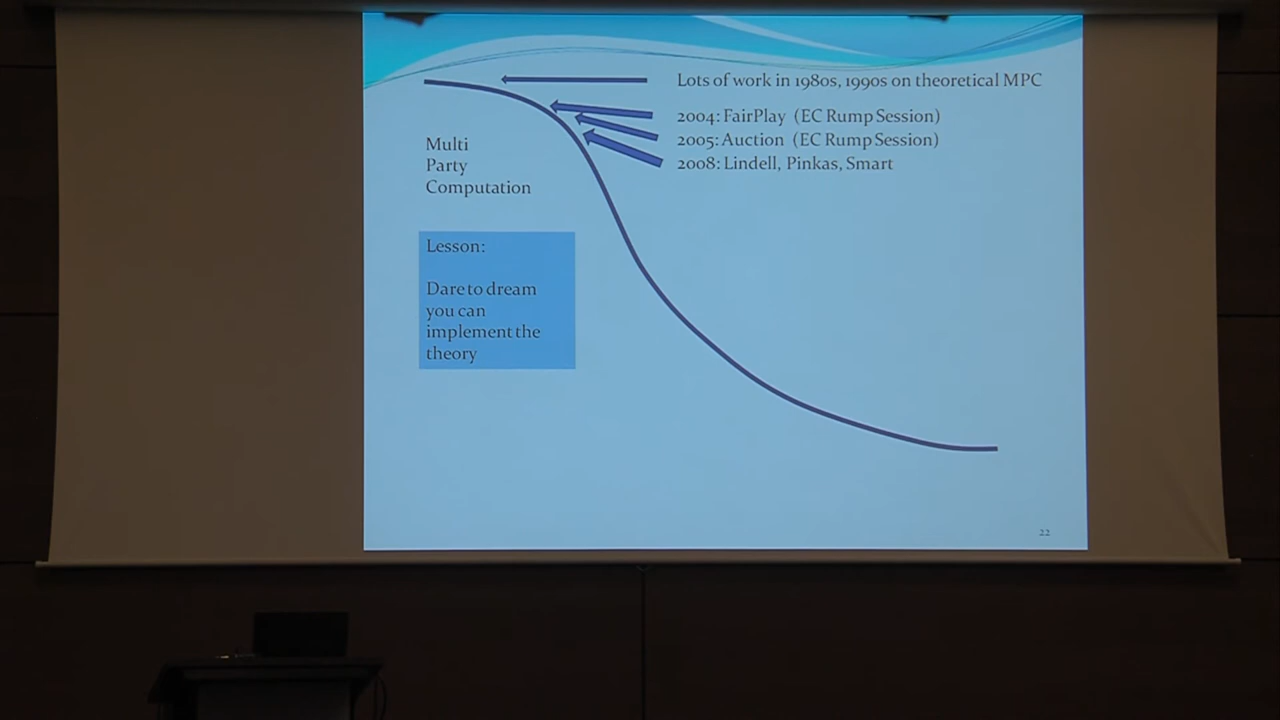 Lots of work in 1980s, 1990s on theoretical MPC
2004: FairPlay (EC Rump Session)
2005: Auction (EC Rump Session)
2008: Lindell, Pinkas, Smart
Multi
Party
Computation
Lesson:
Dare to dream
you can
implement the
theory
22